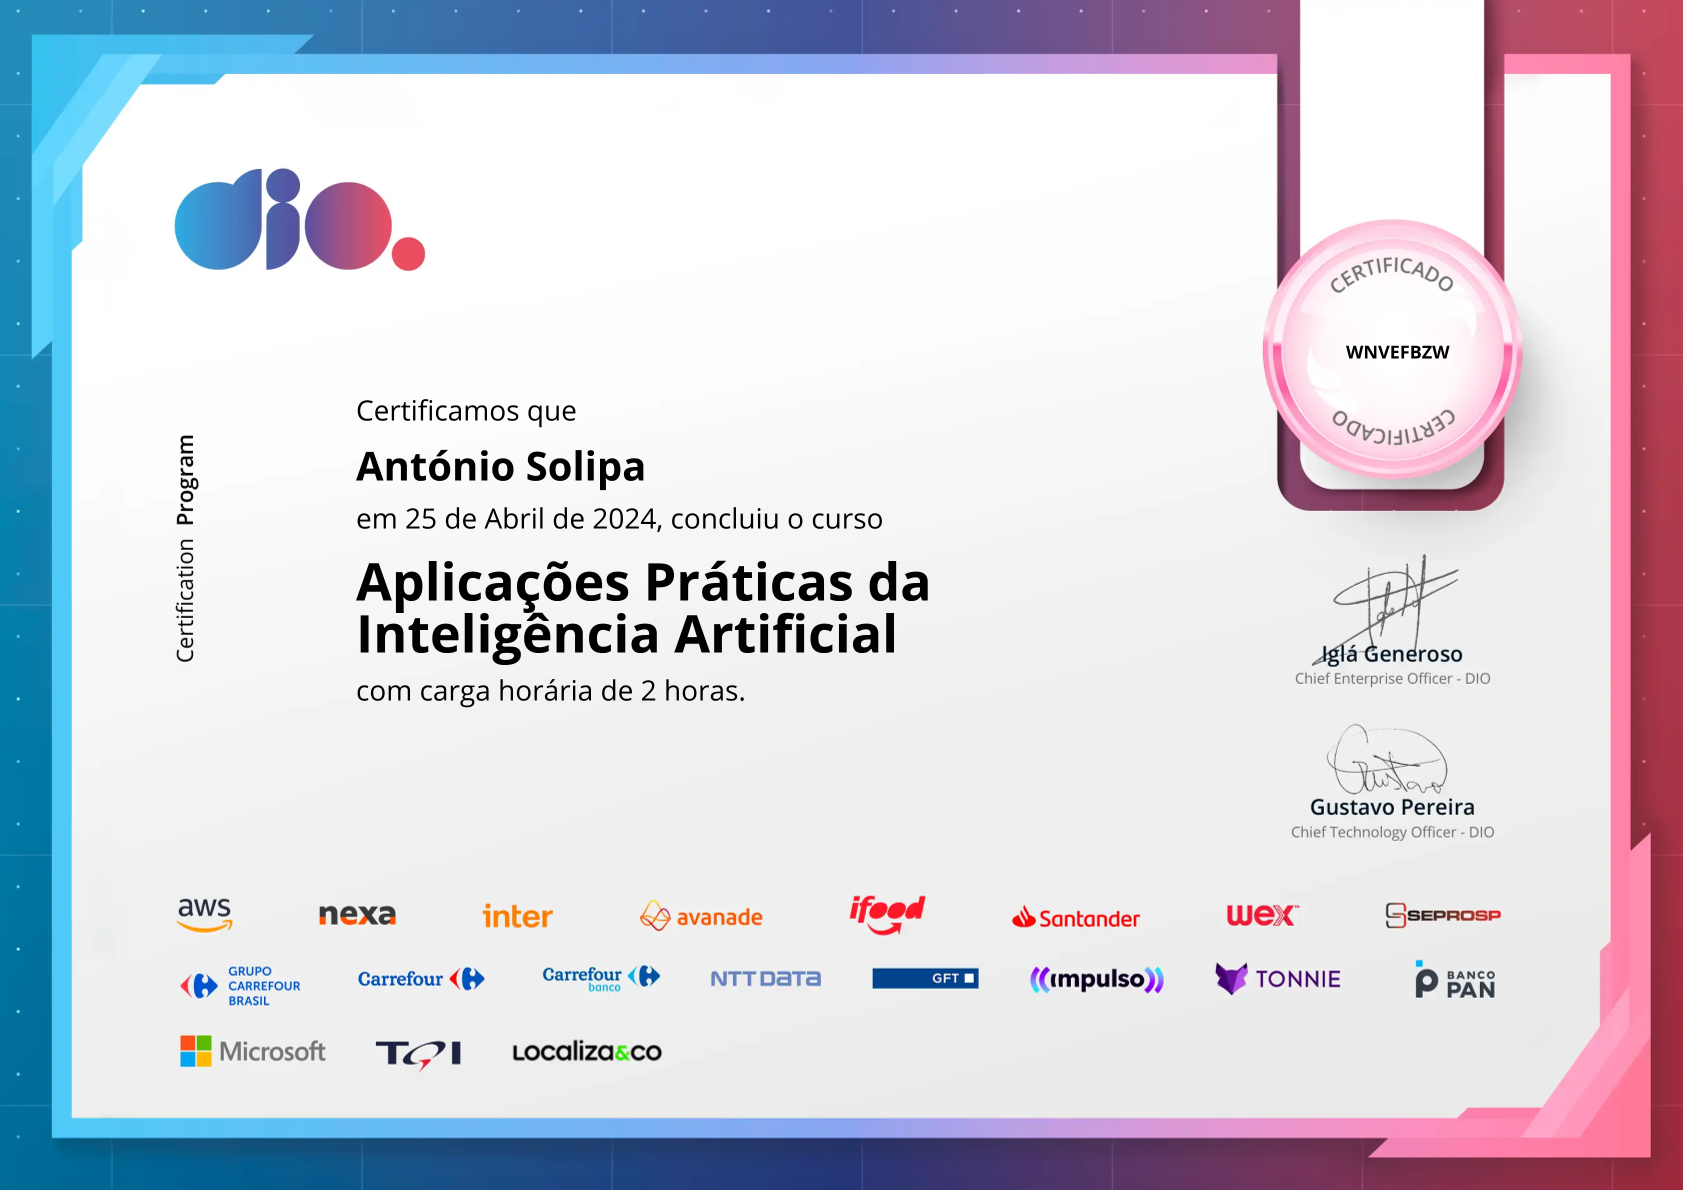 dio.
CERTIFICADO
WNVEFBZW
CERTIFICADO
Certification Program
Certificamos que
António Solipa
em 25 de Abril de 2024, concluiu o curso
Aplicações Práticas da
Inteligência Artificial
com carga horária de 2 horas.
Iglá Generoso
Chief Enterprise Officer - DIO
Gustavo
Gustavo Pereira
Chief Technology Officer - DIO
aws nexa inter avanade ifood Santander wex SEPROSP
GRUPO
CARREFOUR
BRASIL
Carrefour
Carrefour
banco
NTT DATA
GFT
impulso
TONNIE
BANCO
PAN
Microsoft TQI Localiza&co